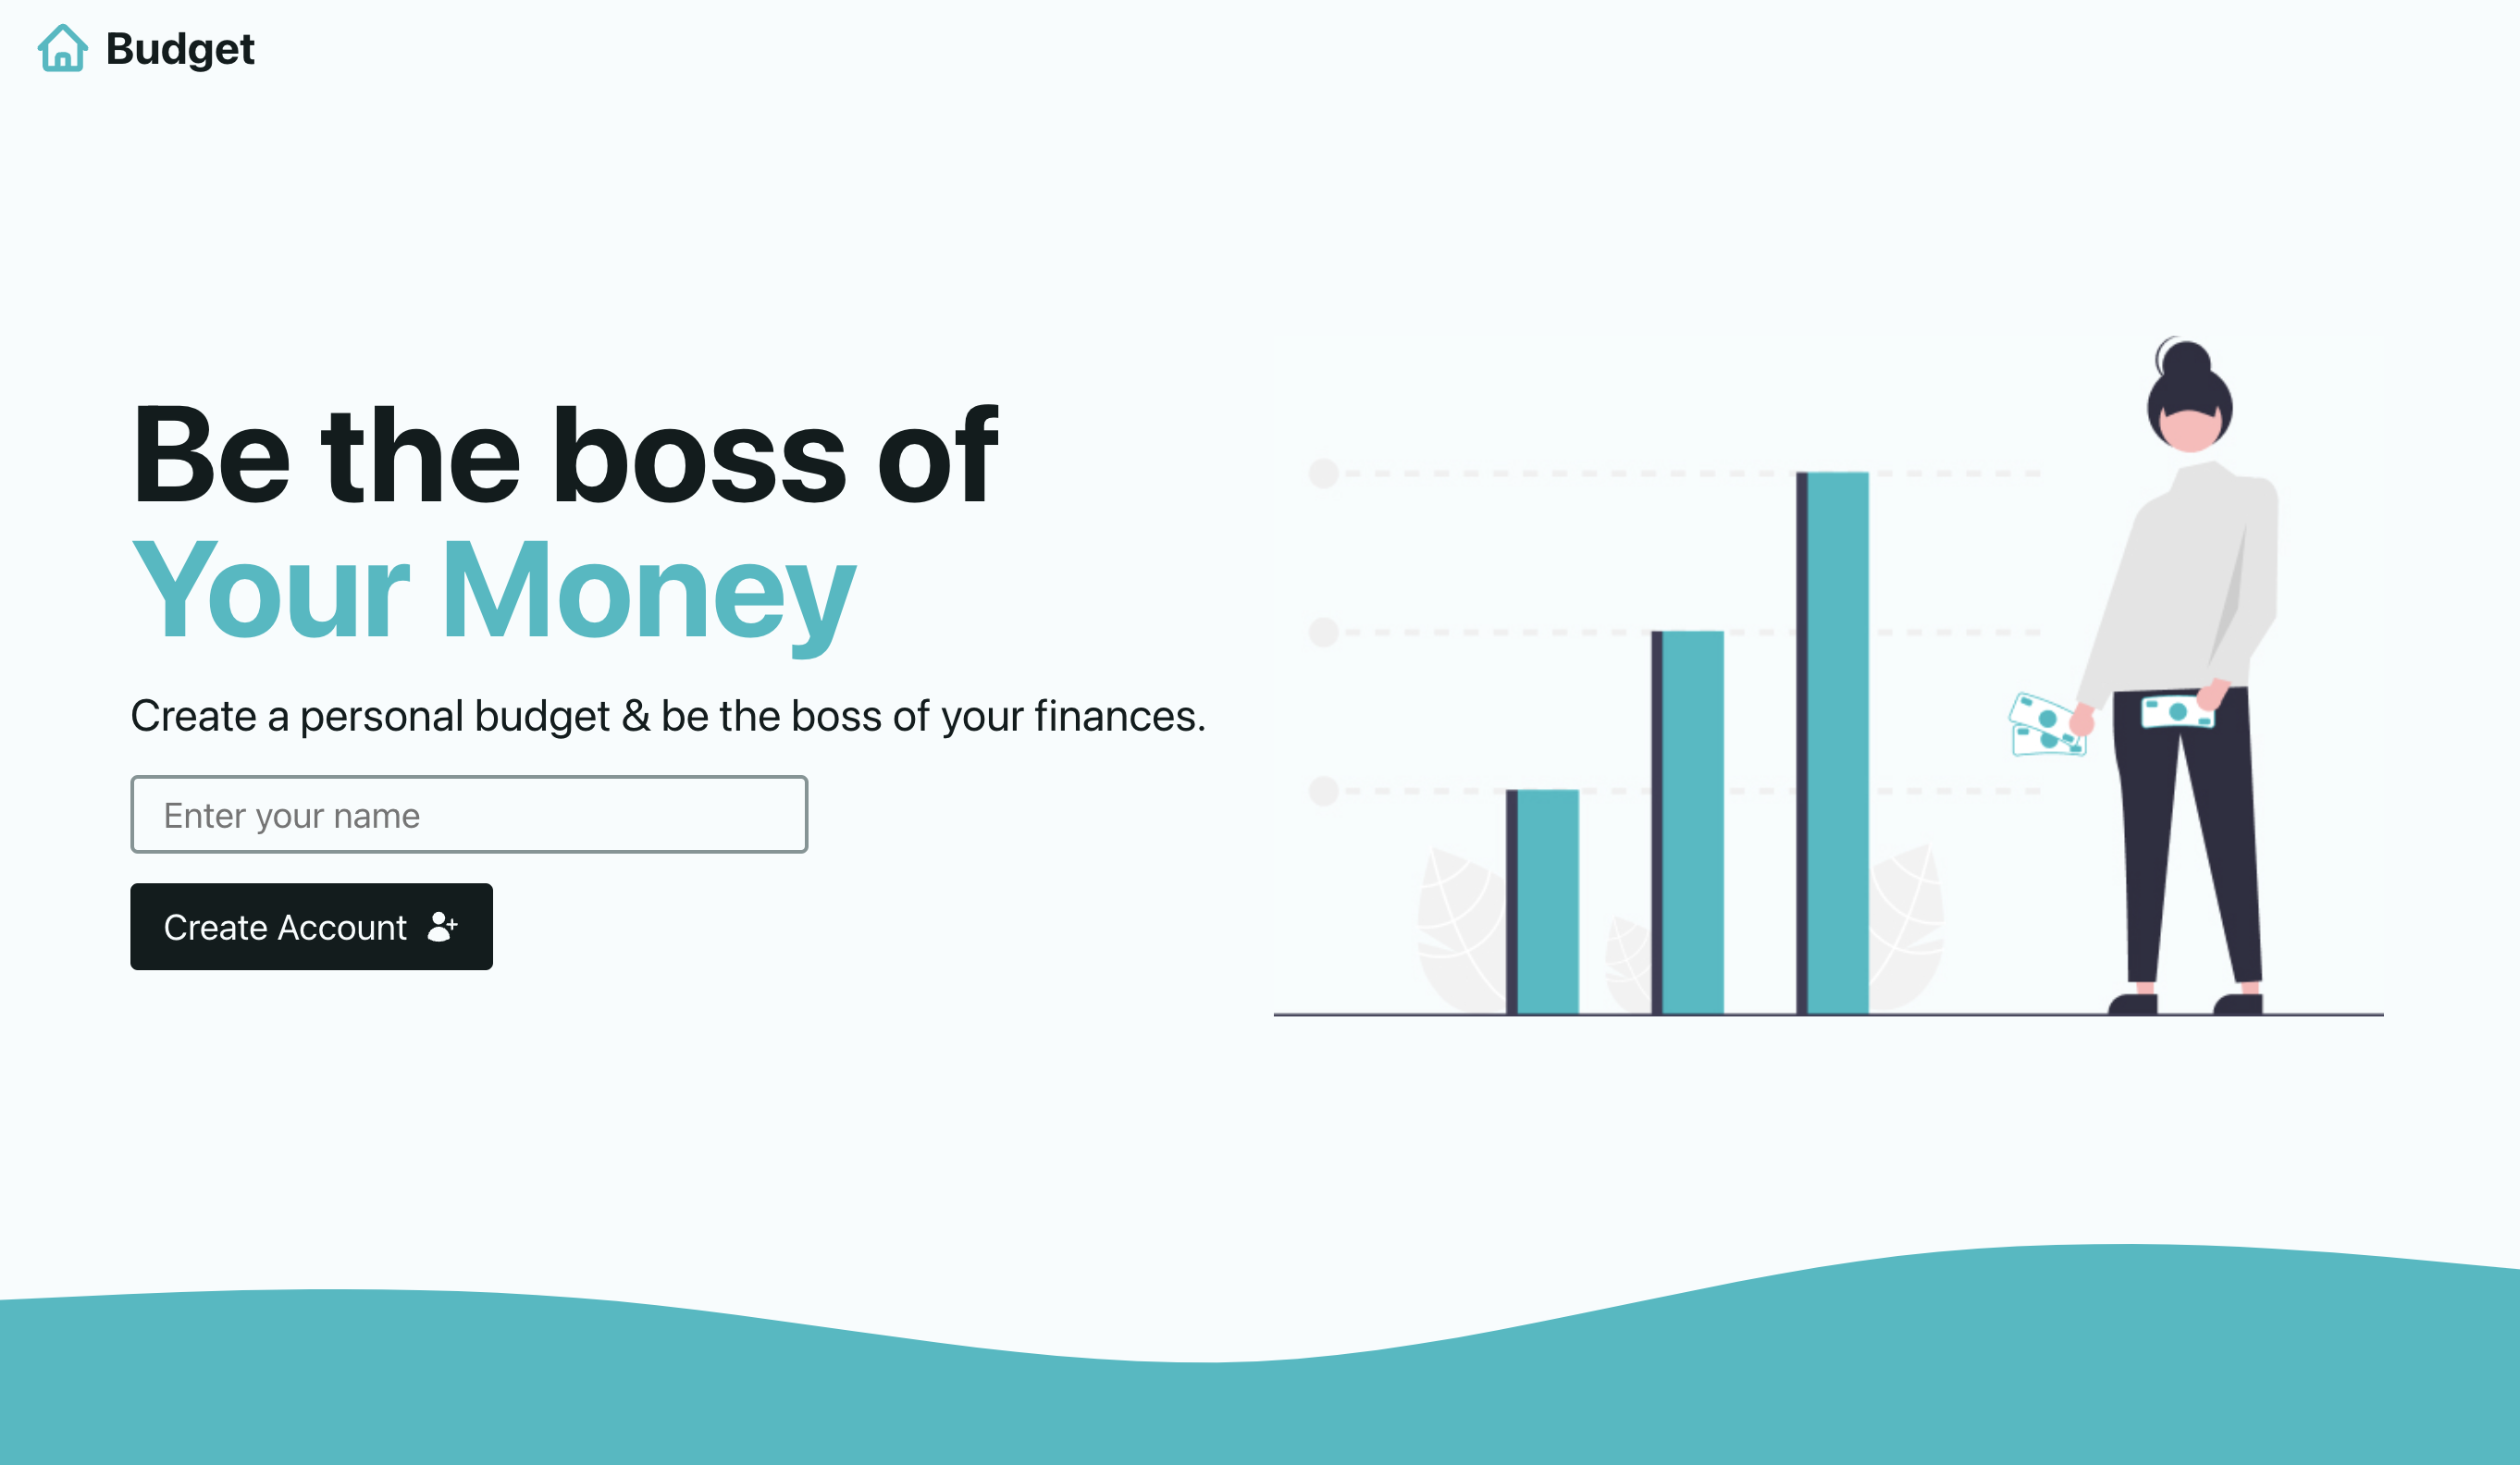 Budget
Be the boss of
Your Money
Create a personal budget & be the boss of your finances.
Enter your name
Create Account